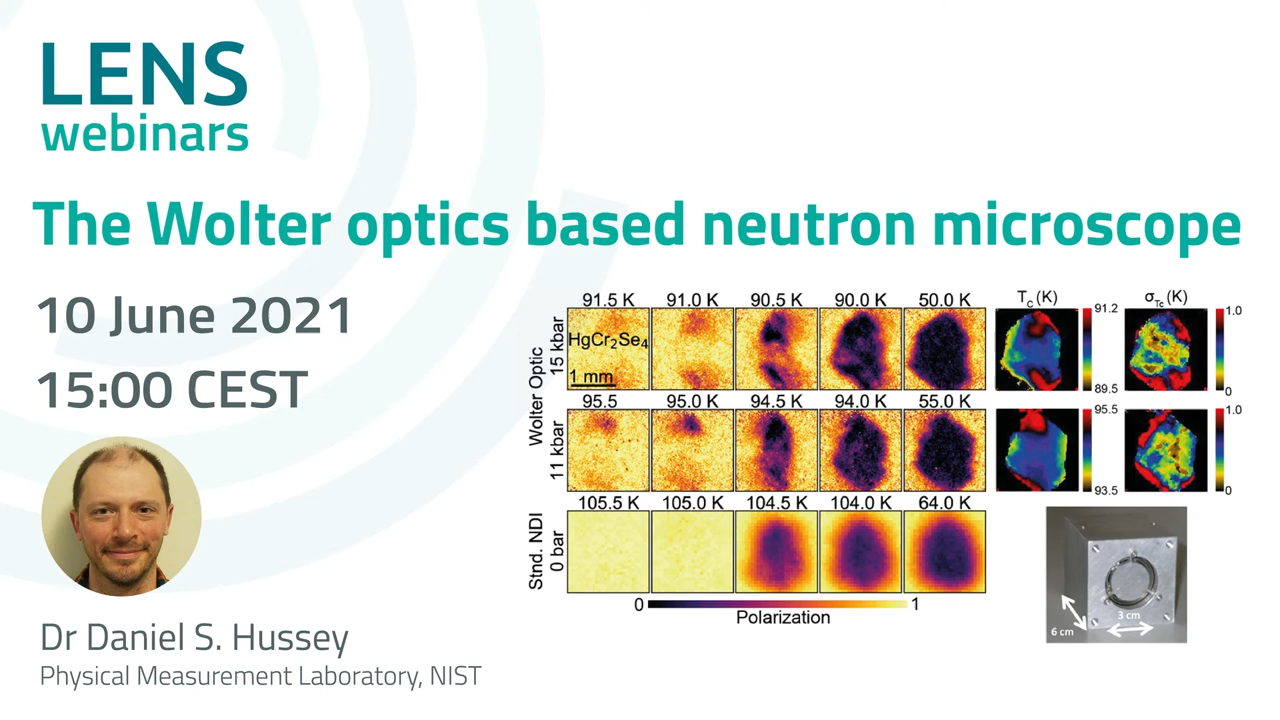 LENS
webinars
The Wolter optics based neutron microscope
10 June 2021
15:00 CEST
Dr Daniel S. Hussey
Physical Measurement Laboratory, NIST
91.5 K 91.0 K 90.5 K 90.0 K 50.0 K
T_C (K) σ_Tc (K)
Wolter Optic
15 kbar
HgCr₂Se₄
1 mm
91.2
89.5
1.0
0
95.5 95.0 K 94.5 K 94.0 K 55.0 K
11 kbar
95.5
93.5
1.0
0
105.5 K 105.0 K 104.5 K 104.0 K 64.0 K
Stnd. NDI
0 bar
0 1
Polarization
6 cm
3 cm